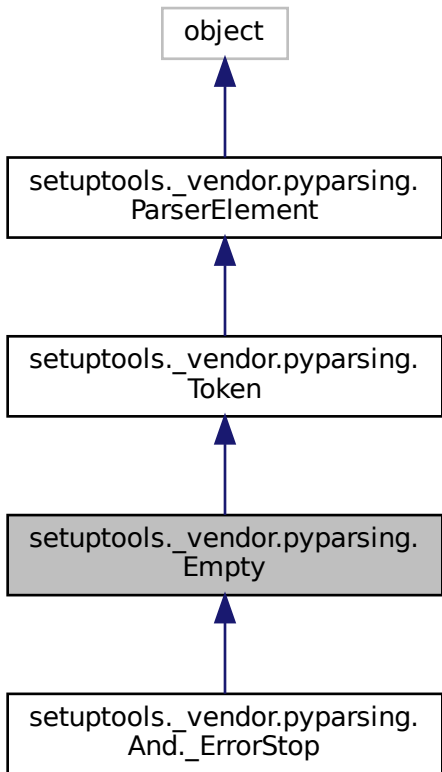 object
setuptools._vendor.pyparsing.
ParserElement
setuptools._vendor.pyparsing.
Token
setuptools._vendor.pyparsing.
Empty
setuptools._vendor.pyparsing.
And._ErrorStop